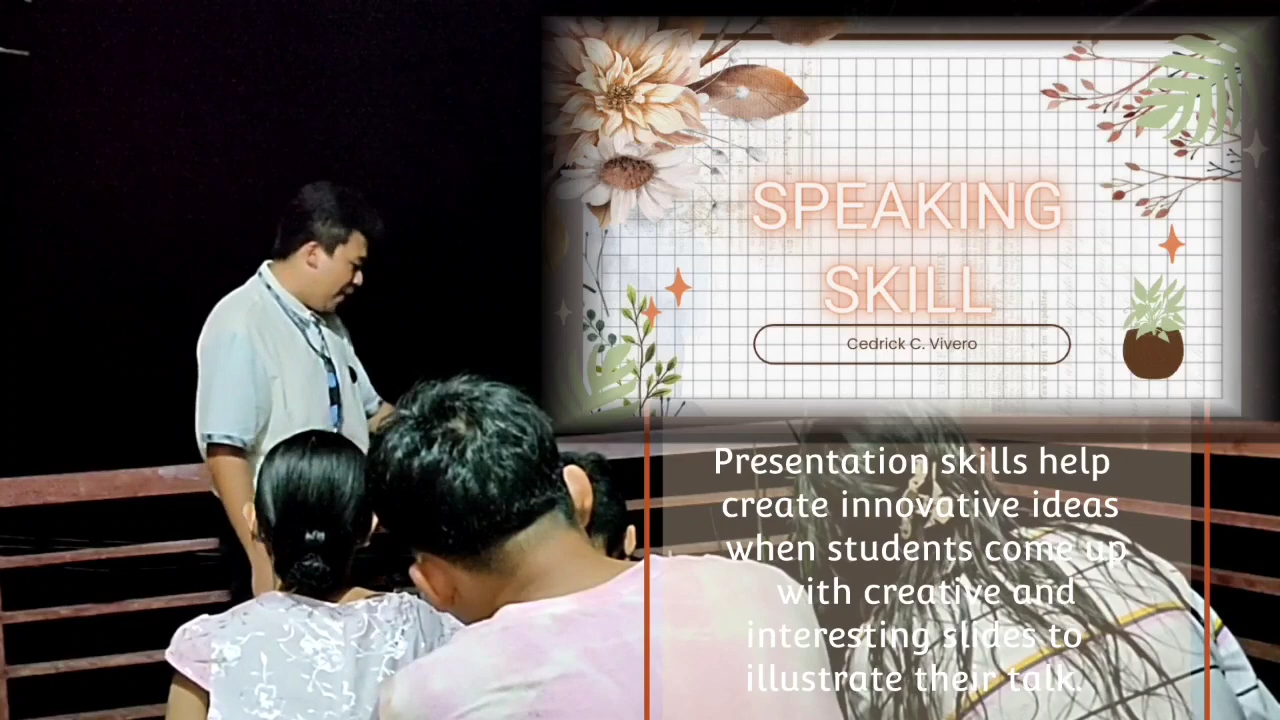 SPEAKING
SKILL
Cedrick C. Vivero
Presentation skills help
create innovative ideas
when students come up
with creative and
interesting slides to
illustrate their talk.